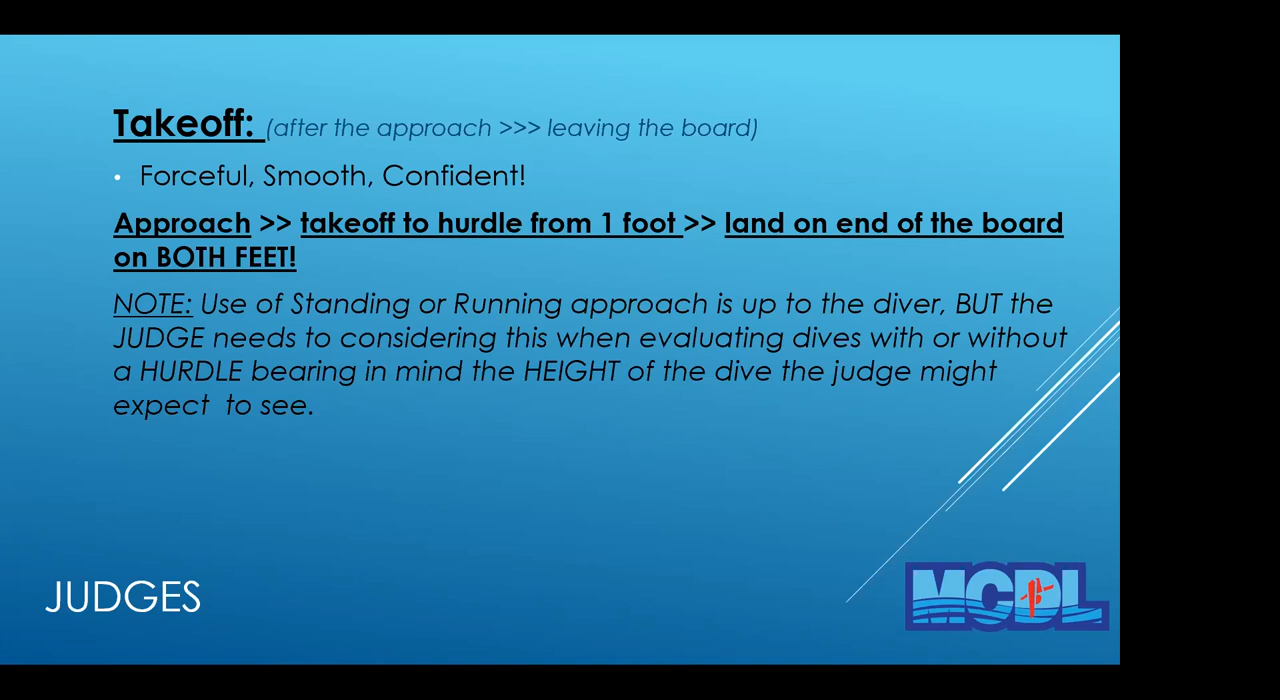 Takeoff: (after the approach >>> leaving the board)
• Forceful, Smooth, Confident!
Approach >> takeoff to hurdle from 1 foot >> land on end of the board
on BOTH FEET!
NOTE: Use of Standing or Running approach is up to the diver, BUT the
JUDGE needs to considering this when evaluating dives with or without
a HURDLE bearing in mind the HEIGHT of the dive the judge might
expect  to see.
JUDGES
MCDL